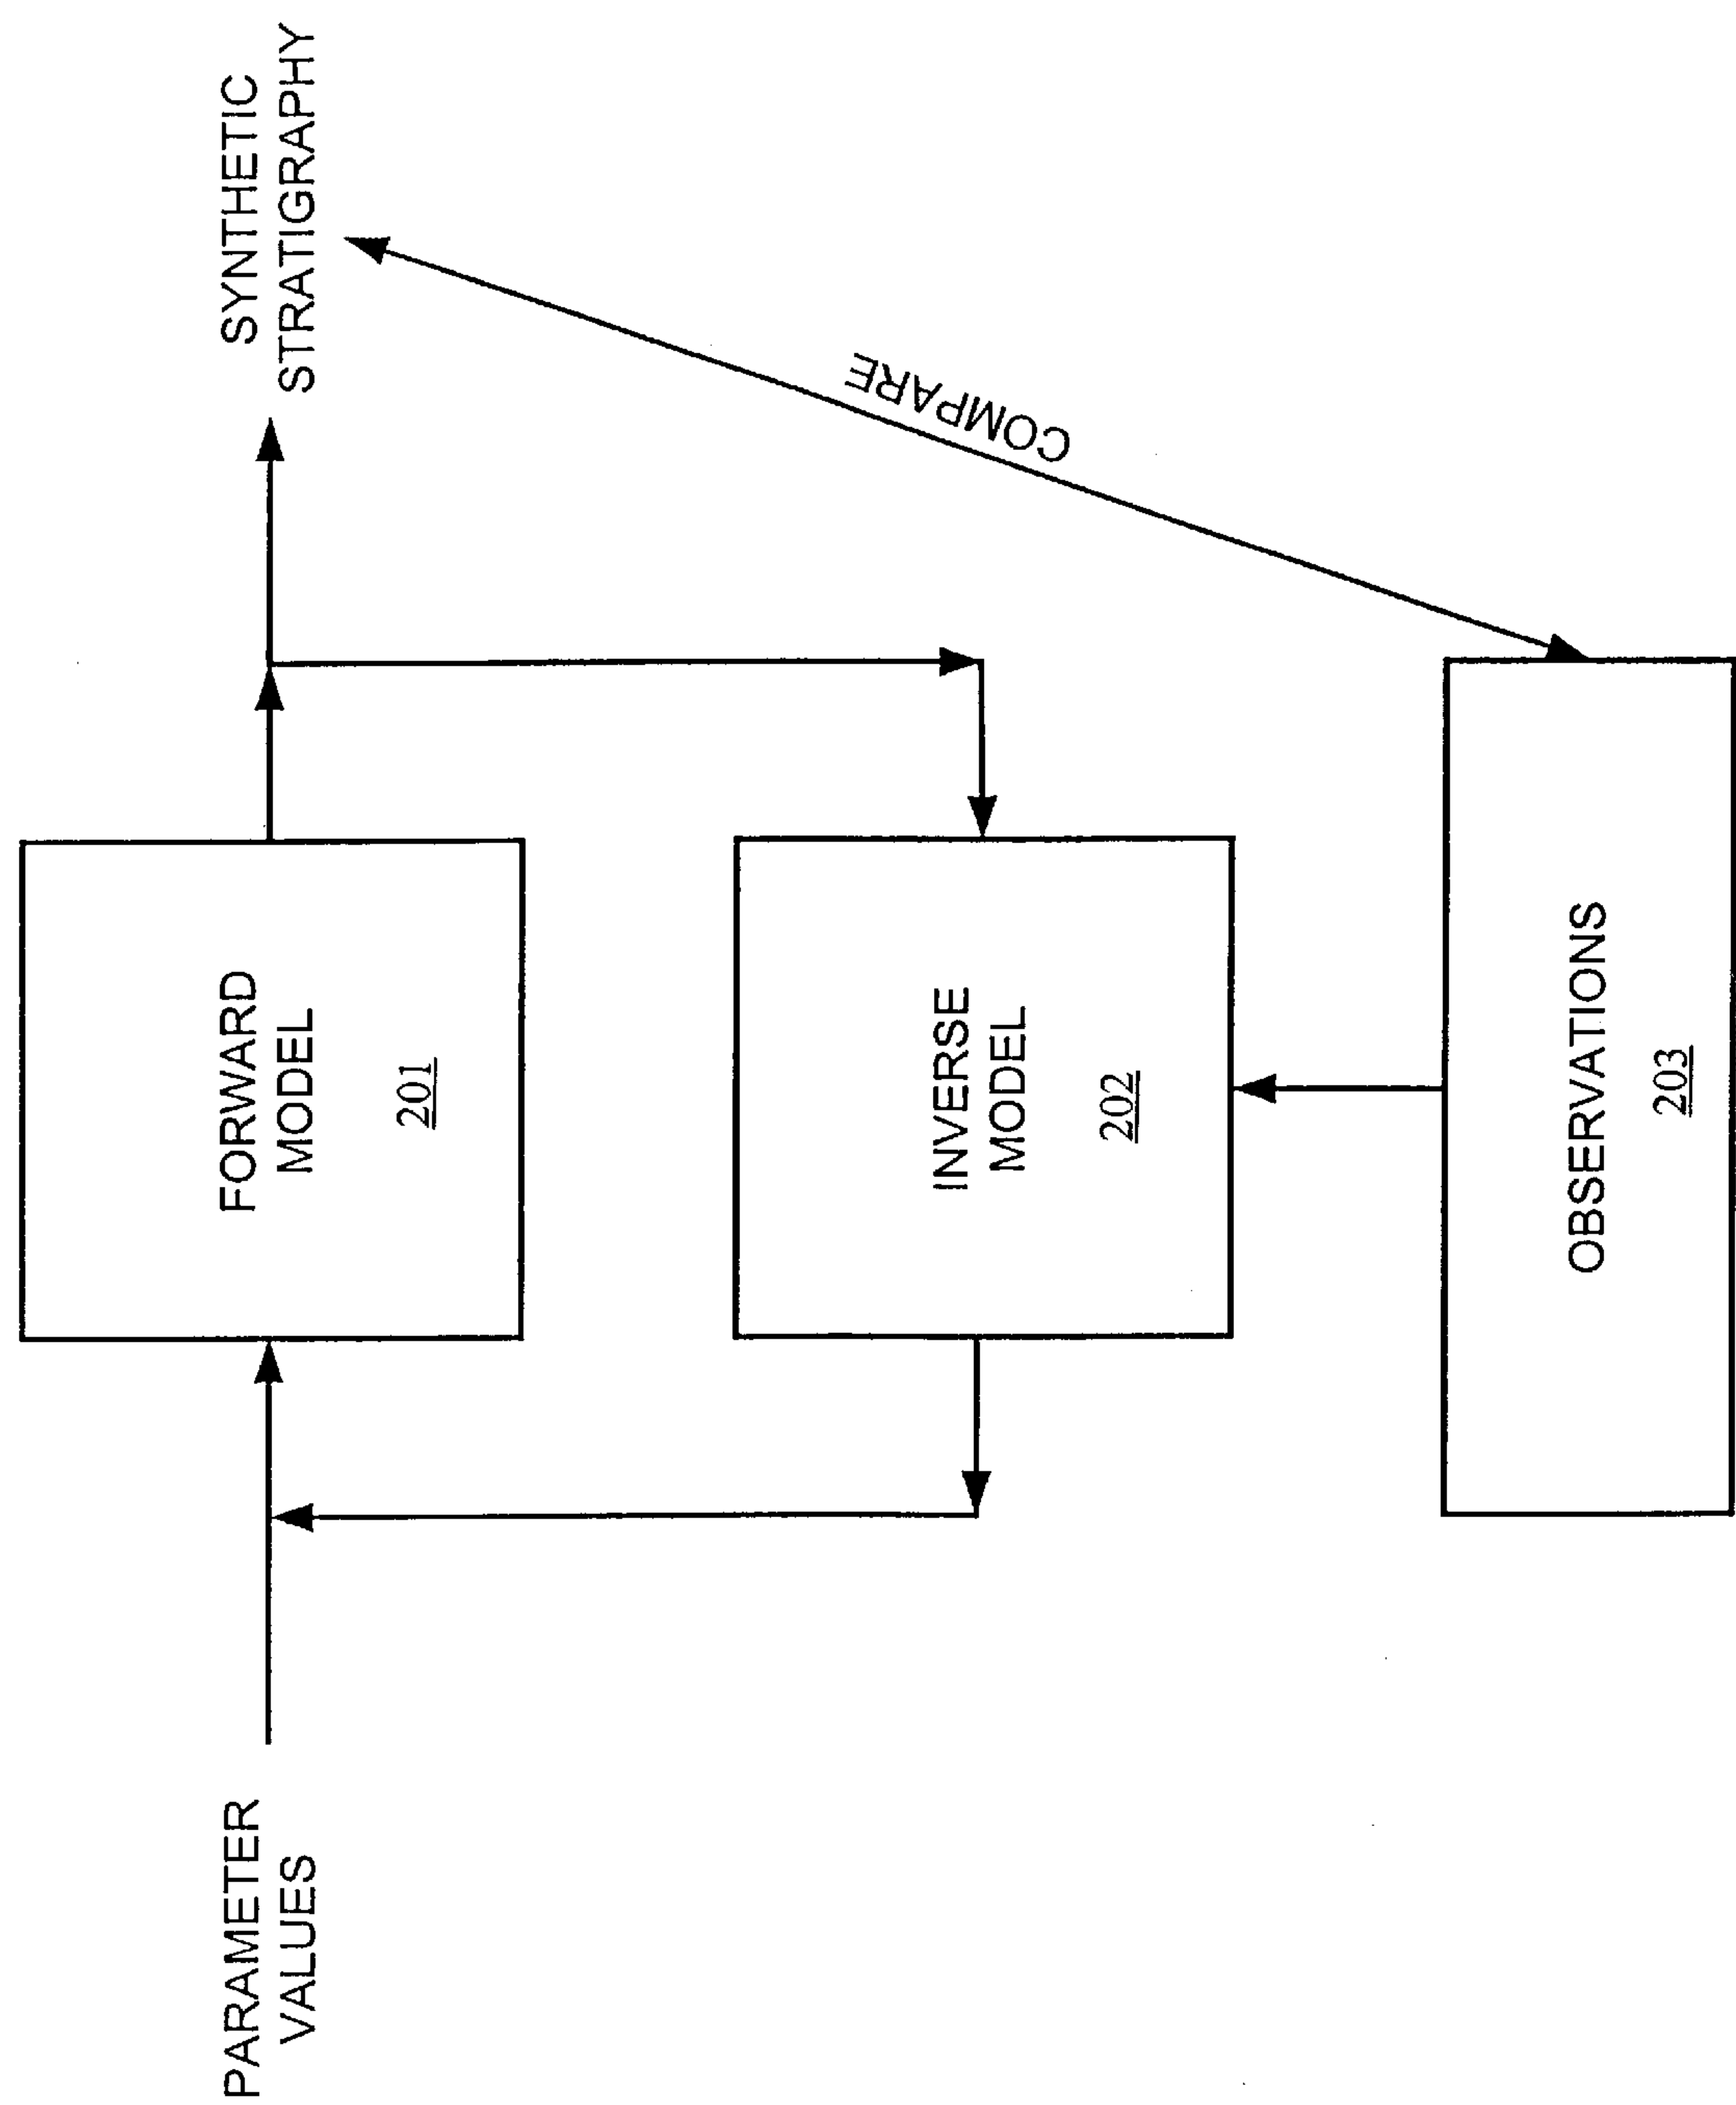 PARAMETER
VALUES
FORWARD
MODEL
201
SYNTHETIC
STRATIGRAPHY
INVERSE
MODEL
202
COMPARE
OBSERVATIONS
203